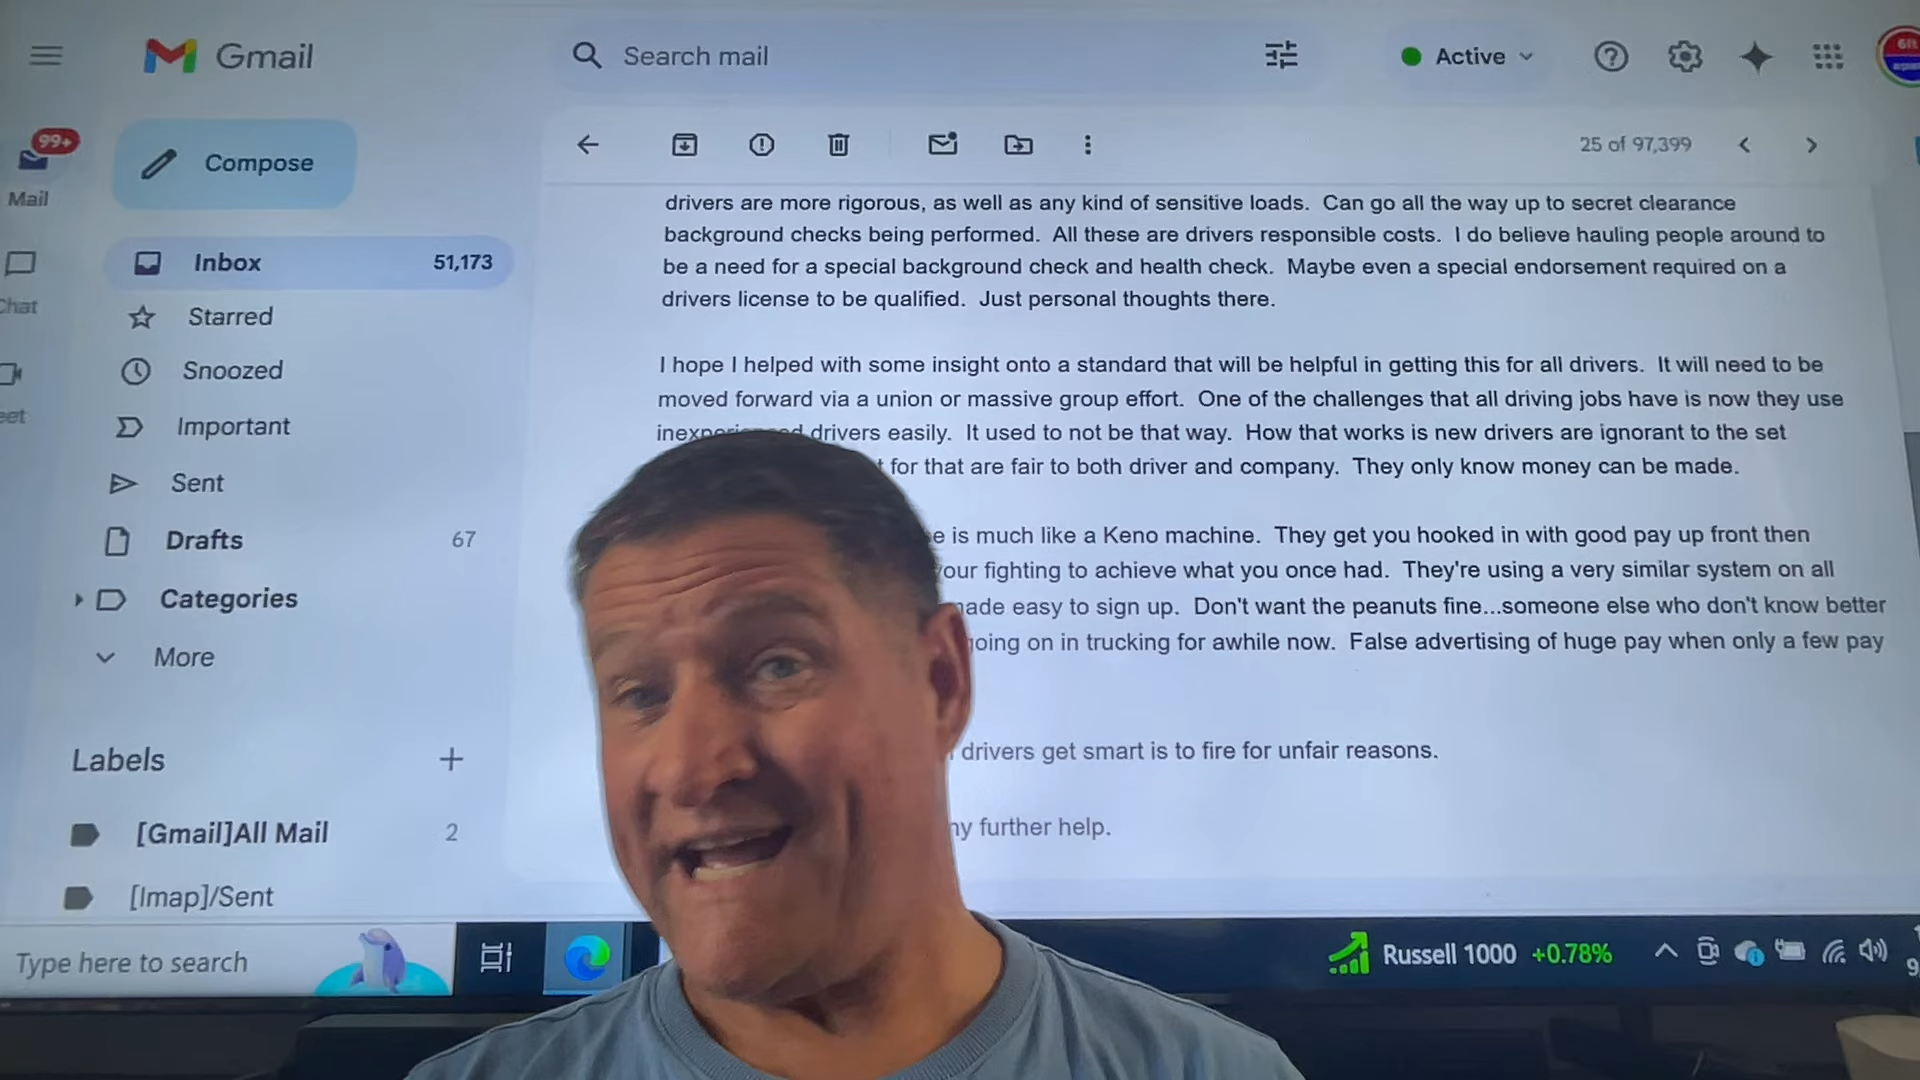 Gmail
Search mail
Active
6ft
99+
Mail
Compose
25 of 97,399
Inbox 51,173
Chat
Starred
Snoozed
Important
Sent
Drafts 67
Categories
More
Labels
[Gmail]All Mail 2
[Imap]/Sent
drivers are more rigorous, as well as any kind of sensitive loads. Can go all the way up to secret clearance
background checks being performed. All these are drivers responsible costs. I do believe hauling people around to
be a need for a special background check and health check. Maybe even a special endorsement required on a
drivers license to be qualified. Just personal thoughts there.
I hope I helped with some insight onto a standard that will be helpful in getting this for all drivers. It will need to be
moved forward via a union or massive group effort. One of the challenges that all driving jobs have is now they use
inexperienced drivers easily. It used to not be that way. How that works is new drivers are ignorant to the set
for that are fair to both driver and company. They only know money can be made.
is much like a Keno machine. They get you hooked in with good pay up front then
your fighting to achieve what you once had. They're using a very similar system on all
made easy to sign up. Don't want the peanuts fine...someone else who don't know better
going on in trucking for awhile now. False advertising of huge pay when only a few pay
drivers get smart is to fire for unfair reasons.
further help.
Type here to search
Russell 1000 +0.78%